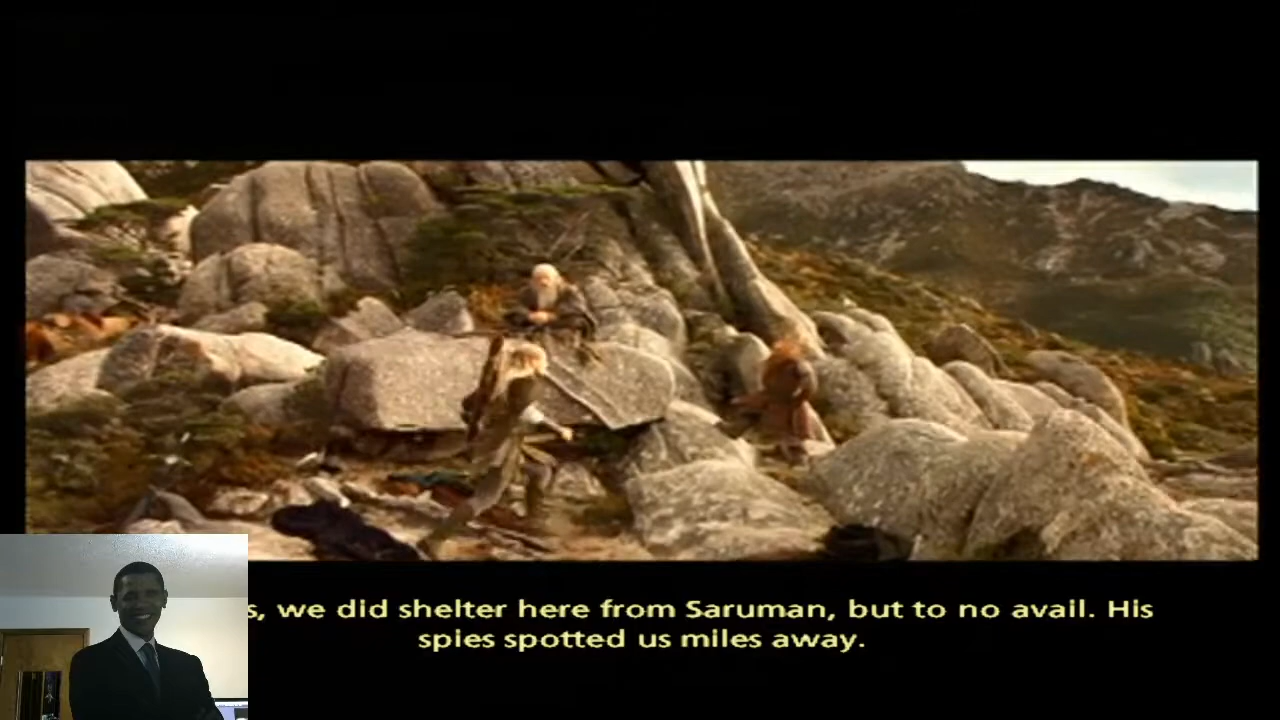 s, we did shelter here from Saruman, but to no avail. His
spies spotted us miles away.